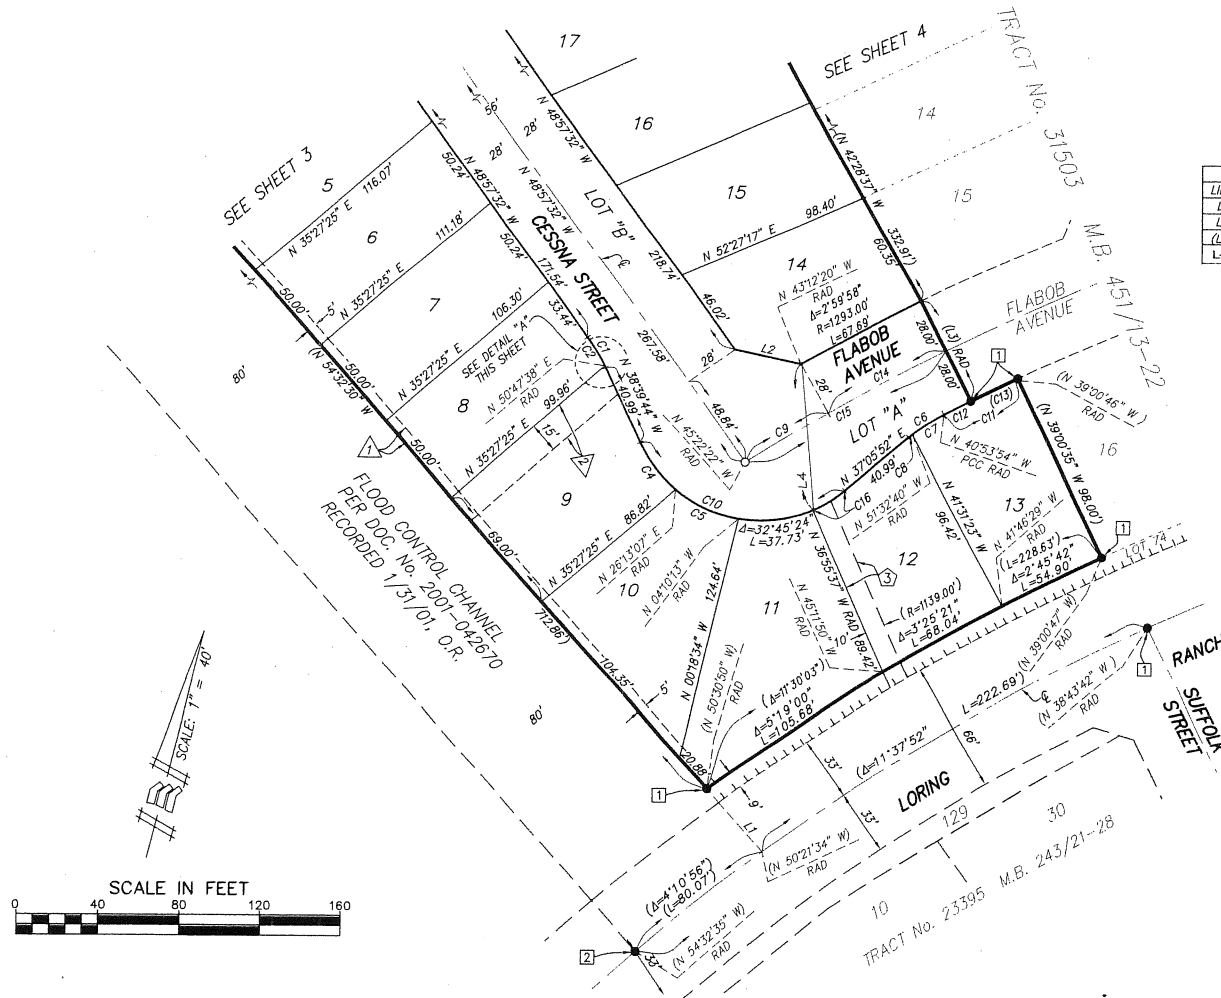 17
SEE SHEET 4
TRACT No. 31503
M.B. 451/13-22
SEE SHEET 3
5
N 35°27'25" E
116.07'
6
N 35°27'25" E
111.18'
7
N 35°27'25" E
106.30'
8
SEE DETAIL "A"
THIS SHEET
N 50°47'38" E
RAD
N 35°27'25" E
99.96'
15'
9
N 35°27'25" E
86.82'
10
N 26°13'07" E
RAD
N 04°10'13" W
RAD
50.24'
N 48°57'32" W
50.24'
171.54'
33.44'
C1
C2
N 38°39'44" W
40.99'
C4
C5
C10
56'
28'
28'
N 48°57'32" W
CESSNA STREET
℄
267.58'
48.84'
N 45°22'22" W
RAD
N 48°57'32" W
LOT "B"
218.74'
46.02'
28'
L2
16
15
N 52°27'17" E
98.40'
14
N 43°12'20" W
RAD
Δ=2°59'58"
R=1293.00'
L=67.69'
FLABOB
AVENUE
28'
C14
C15
C9
LOT "A"
(N 42°28'37" W
332.91')
60.35'
14
15
28.00'
28.00'
(L3) RAD
FLABOB
AVENUE
1
(N 39°00'46" W)
RAD
(C13)
C12
C11
C6
C7
C8
N 37°05'52" E
40.99'
N 40°53'54" W
PCC RAD
L4
C16
N 51°32'40" W
RAD
N 41°31'23" W
96.42'
13
N 41°46'29" W
(RAD)
(L=228.63')
Δ=2°45'42"
L=54.90'
(N 39°00'35" W 98.00')
16
1
LOT 74
12
3
(R=1139.00')
Δ=3°25'21"
L=68.04'
Δ=32°45'24"
L=37.73'
N 36°55'37" W RAD
189.42'
N 45°11'50" W
RAD
10'
11
124.64'
N 00°18'34" W
(N 50°30'50" W)
RAD
(Δ=11°30'03")
Δ=5°19'00"
L=105.68'
50.00'
5'
(N 54°32'30" W
50.00'
50.00'
69.00'
712.86')
104.35'
5'
20.88'
1
2
80'
80'
FLOOD CONTROL CHANNEL
PER DOC. No. 2001-042670
RECORDED 1/31/01, O.R.
1
9'
L1
33'
33'
66'
(N 39°00'47" W)
RAD
L=222.69')
℄
(N 38°43'42" W)
RAD
(Δ=11°37'52"
1
RANCH
SUFFOLK
STREET
LORING
129
30
10
TRACT No. 23395 M.B. 243/21-28
(N 50°21'34" W)
RAD
(Δ=4°10'56"
(L=80.07')
(N 54°32'35" W)
RAD
33'
2
SCALE: 1" = 40'
SCALE IN FEET
0 40 80 120 160